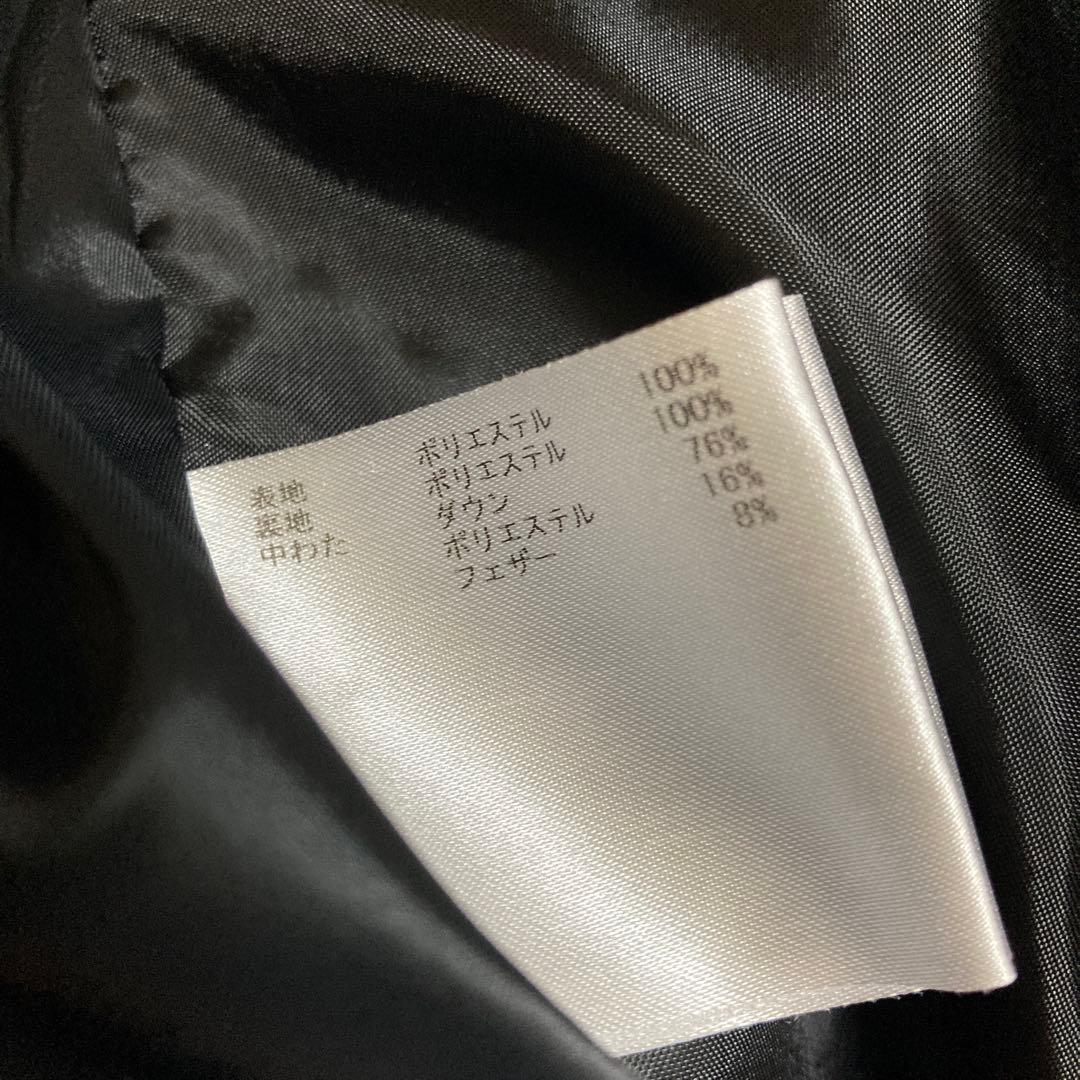 表地 ポリエステル 100%
裏地 ポリエステル 100%
中わた ダウン 76%
ポリエステル 16%
フェザー 8%